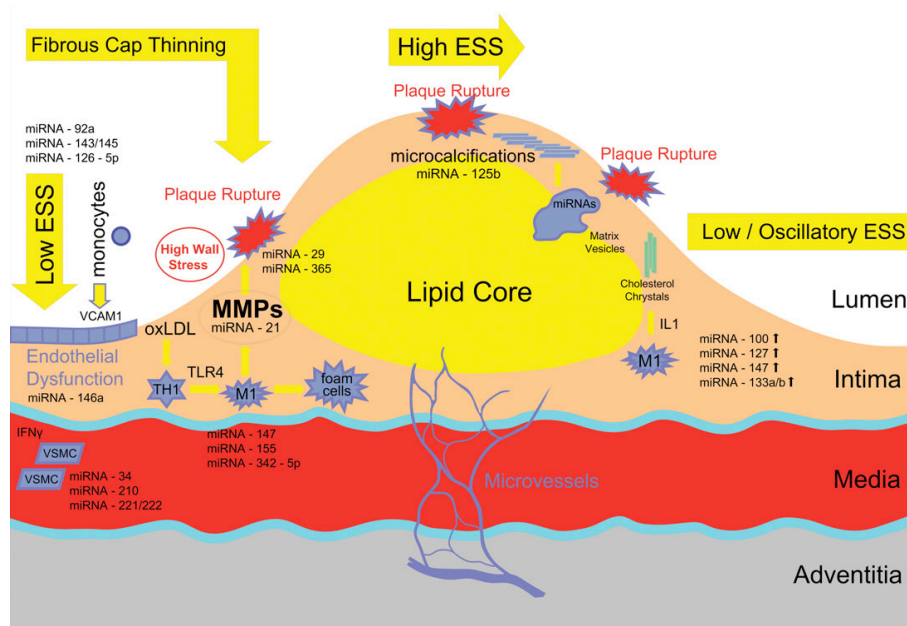 Fibrous Cap Thinning
High ESS
Plaque Rupture
miRNA - 92a
miRNA - 143/145
miRNA - 126 - 5p
Low ESS
monocytes
VCAM1
Plaque Rupture
High Wall
Stress
miRNA - 29
miRNA - 365
MMPs
miRNA - 21
microcalcifications
miRNA - 125b
Plaque Rupture
miRNAs
Matrix
Vesicles
Cholesterol
Chrystals
Low / Oscillatory ESS
Lumen
Lipid Core
oxLDL
Endothelial
Dysfunction
miRNA - 146a
TH1
TLR4
M1
foam
cells
IL1
M1
miRNA - 100 ⬆
miRNA - 127 ⬆
miRNA - 147 ⬆
miRNA - 133a/b ⬆
Intima
IFNγ
VSMC
VSMC
miRNA - 34
miRNA - 210
miRNA - 221/222
miRNA - 147
miRNA - 155
miRNA - 342 - 5p
Microvessels
Media
Adventitia